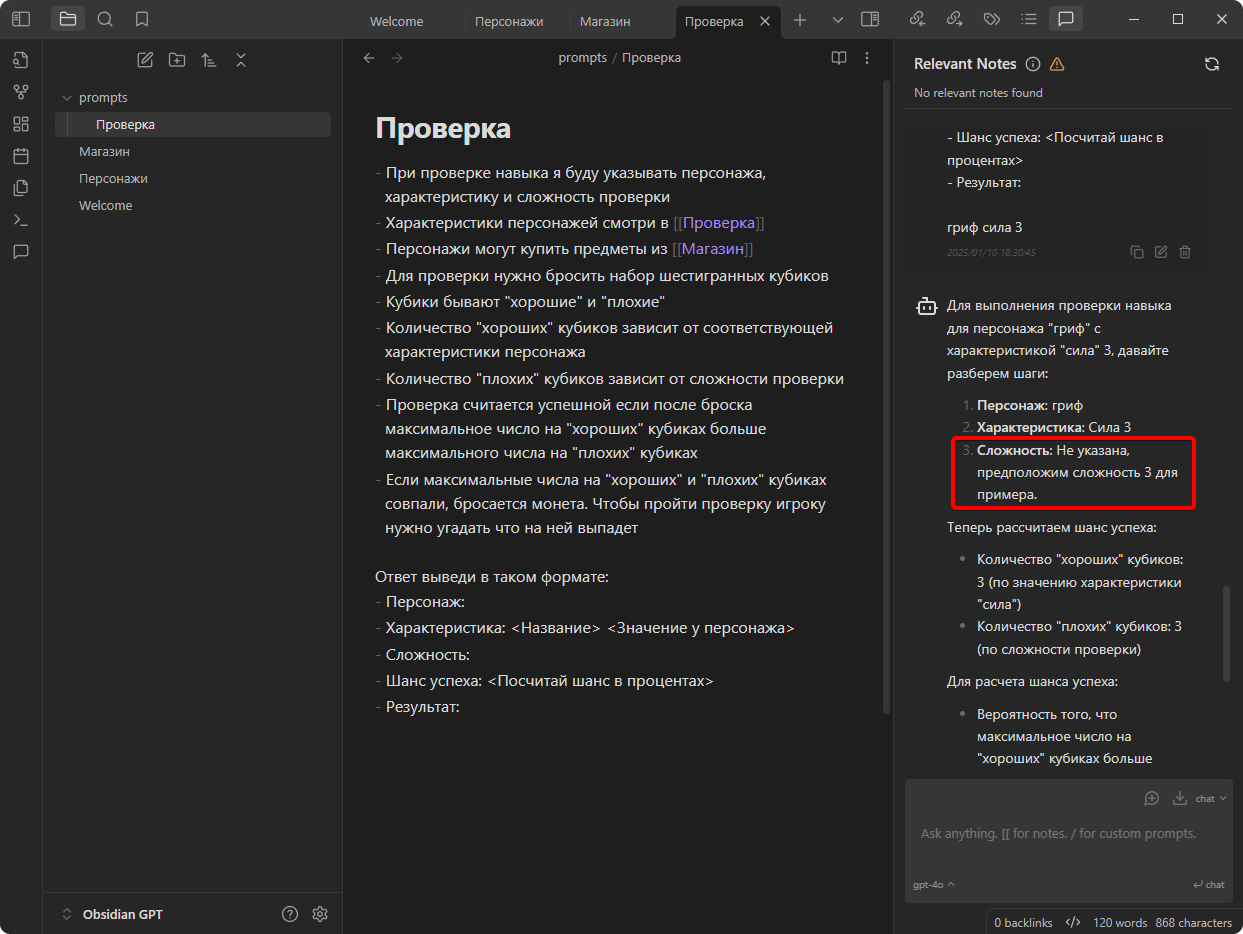 Welcome
Персонажи
Магазин
Проверка
prompts / Проверка
prompts
Проверка
Магазин
Персонажи
Welcome
Проверка
- При проверке навыка я буду указывать персонажа,
характеристику и сложность проверки
- Характеристики персонажей смотри в [[Проверка]]
- Персонажи могут купить предметы из [[Магазин]]
- Для проверки нужно бросить набор шестигранных кубиков
- Кубики бывают "хорошие" и "плохие"
- Количество "хороших" кубиков зависит от соответствующей
характеристики персонажа
- Количество "плохих" кубиков зависит от сложности проверки
- Проверка считается успешной если после броска
максимальное число на "хороших" кубиках больше
максимального числа на "плохих" кубиках
- Если максимальные числа на "хороших" и "плохих" кубиках
совпали, бросается монета. Чтобы пройти проверку игроку
нужно угадать что на ней выпадет
Ответ выведи в таком формате:
- Персонаж:
- Характеристика: <Название> <Значение у персонажа>
- Сложность:
- Шанс успеха: <Посчитай шанс в процентах>
- Результат:
Relevant Notes
No relevant notes found
- Шанс успеха: <Посчитай шанс в
процентах>
- Результат:
гриф сила 3
2025/01/10 18:30:45
Для выполнения проверки навыка
для персонажа "гриф" с
характеристикой "сила" 3, давайте
разберем шаги:
1. Персонаж: гриф
2. Характеристика: Сила 3
3. Сложность: Не указана,
предположим сложность 3 для
примера.
Теперь рассчитаем шанс успеха:
• Количество "хороших" кубиков:
3 (по значению характеристики
"сила")
• Количество "плохих" кубиков: 3
(по сложности проверки)
Для расчета шанса успеха:
• Вероятность того, что
максимальное число на
"хороших" кубиках больше
chat
Ask anything. [[ for notes. / for custom prompts.
gpt-4o
chat
Obsidian GPT
0 backlinks </> 120 words 868 characters